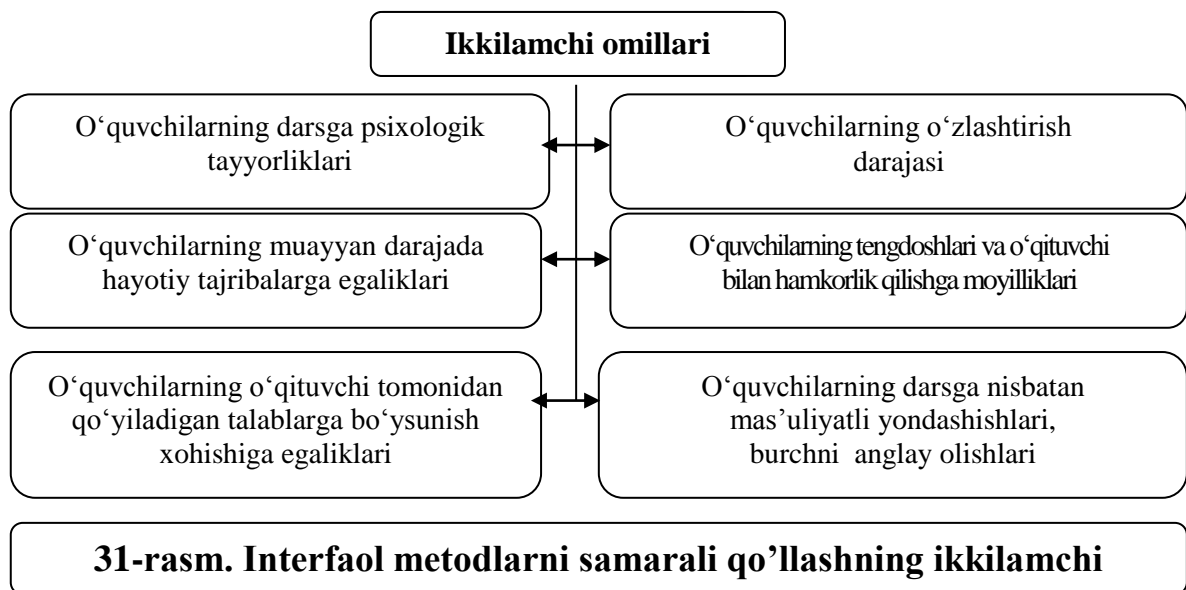 Ikkilamchi omillari
O‘quvchilarning darsga psixologik
tayyorliklari
O‘quvchilarning o‘zlashtirish
darajasi
O‘quvchilarning muayyan darajada
hayotiy tajribalarga egaliklari
O‘quvchilarning tengdoshlari va o‘qituvchi
bilan hamkorlik qilishga moyilliklari
O‘quvchilarning o‘qituvchi tomonidan
qo‘yiladigan talablarga bo‘ysunish
xohishiga egaliklari
O‘quvchilarning darsga nisbatan
mas’uliyatli yondashishlari,
burchni anglay olishlari
31-rasm. Interfaol metodlarni samarali qo’llashning ikkilamchi